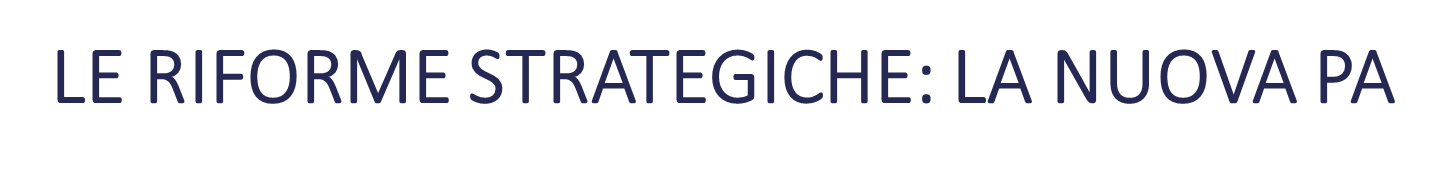 LE RIFORME STRATEGICHE: LA NUOVA PA